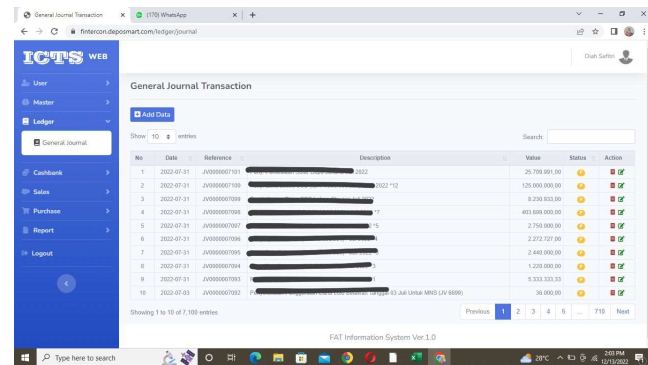 General Journal Transaction
(170) WhatsApp
fintercon.deposmart.com/ledger/journal
ICTS WEB
Diah Safitri
User
Master
Ledger
General Journal
Cashbank
Sales
Purchase
Report
Logout
General Journal Transaction
Add Data
Show 10 entries
Search:
No Date Reference Description Value Status Action
1 2022-07-31 JV0000007101 2022 25.709.991,00
2 2022-07-31 JV0000007100 2022 *12 125.000.000,00
3 2022-07-31 JV0000007099 8.230.933,00
4 2022-07-31 JV0000007098 *7 403.699.000,00
5 2022-07-31 JV0000007097 *5 2.750.000,00
6 2022-07-31 JV0000007096 2.272.727,00
7 2022-07-31 JV0000007095 2.440.000,00
8 2022-07-31 JV0000007094 3 1.220.000,00
9 2022-07-31 JV0000007093 5.333.333,33
10 2022-07-03 JV0000007092 Tanggal 03 Juli Untuk MNS (JV 6699) 36.000,00
Showing 1 to 10 of 7,100 entries
Previous 1 2 3 4 5 ... 710 Next
FAT Information System Ver.1.0
Type here to search
28°C
2:03 PM
12/13/2022